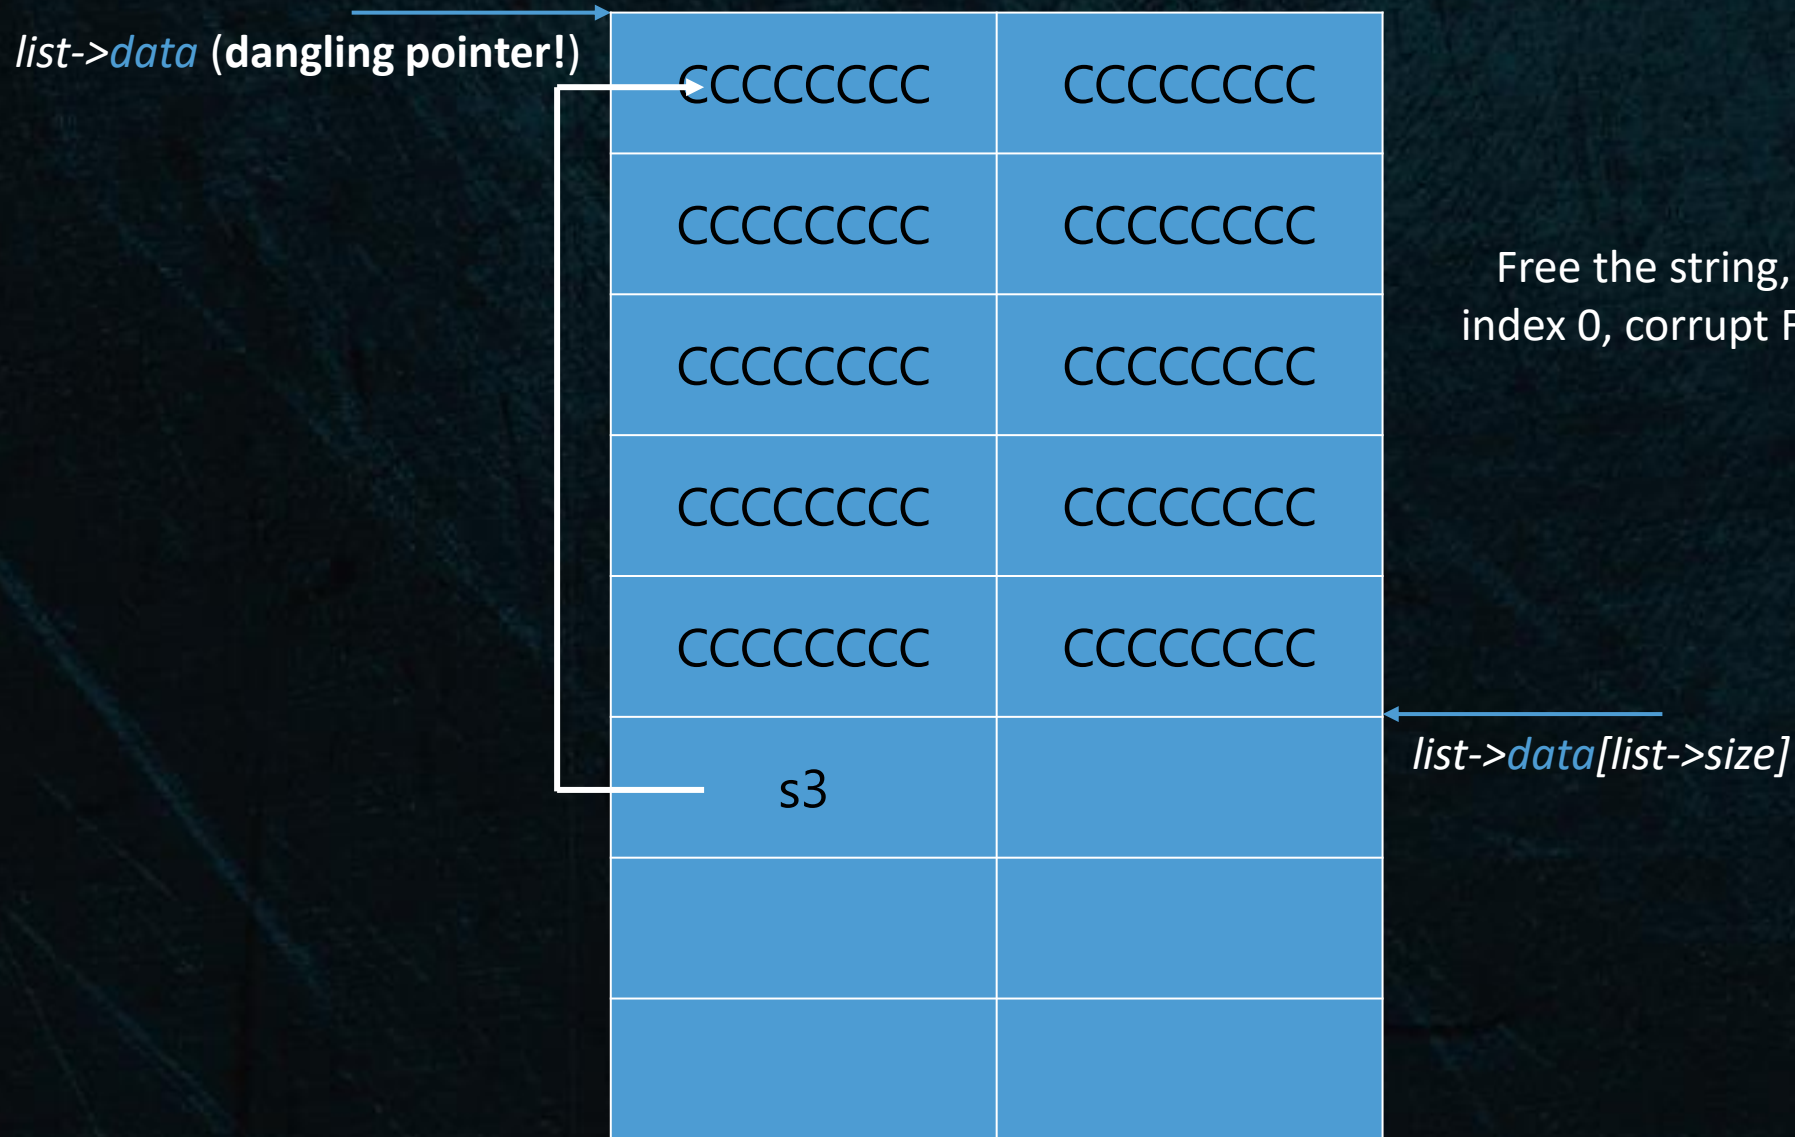 list->data (dangling pointer!)
CCCCCCCC CCCCCCCC
CCCCCCCC CCCCCCCC
Free the string,
index 0, corrupt
CCCCCCCC CCCCCCCC
CCCCCCCC CCCCCCCC
CCCCCCCC CCCCCCCC
list->data[list->size]
s3